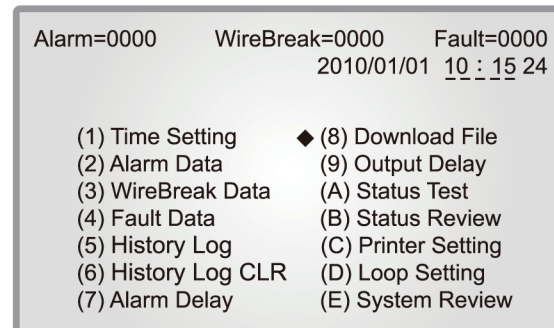 Alarm=0000 WireBreak=0000 Fault=0000
2010/01/01 10 : 15 24
(1) Time Setting ◆ (8) Download File
(2) Alarm Data (9) Output Delay
(3) WireBreak Data (A) Status Test
(4) Fault Data (B) Status Review
(5) History Log (C) Printer Setting
(6) History Log CLR (D) Loop Setting
(7) Alarm Delay (E) System Review